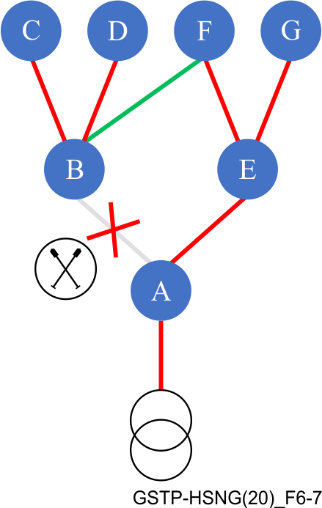 C D F G
B E
A
GSTP-HSNG(20)_F6-7